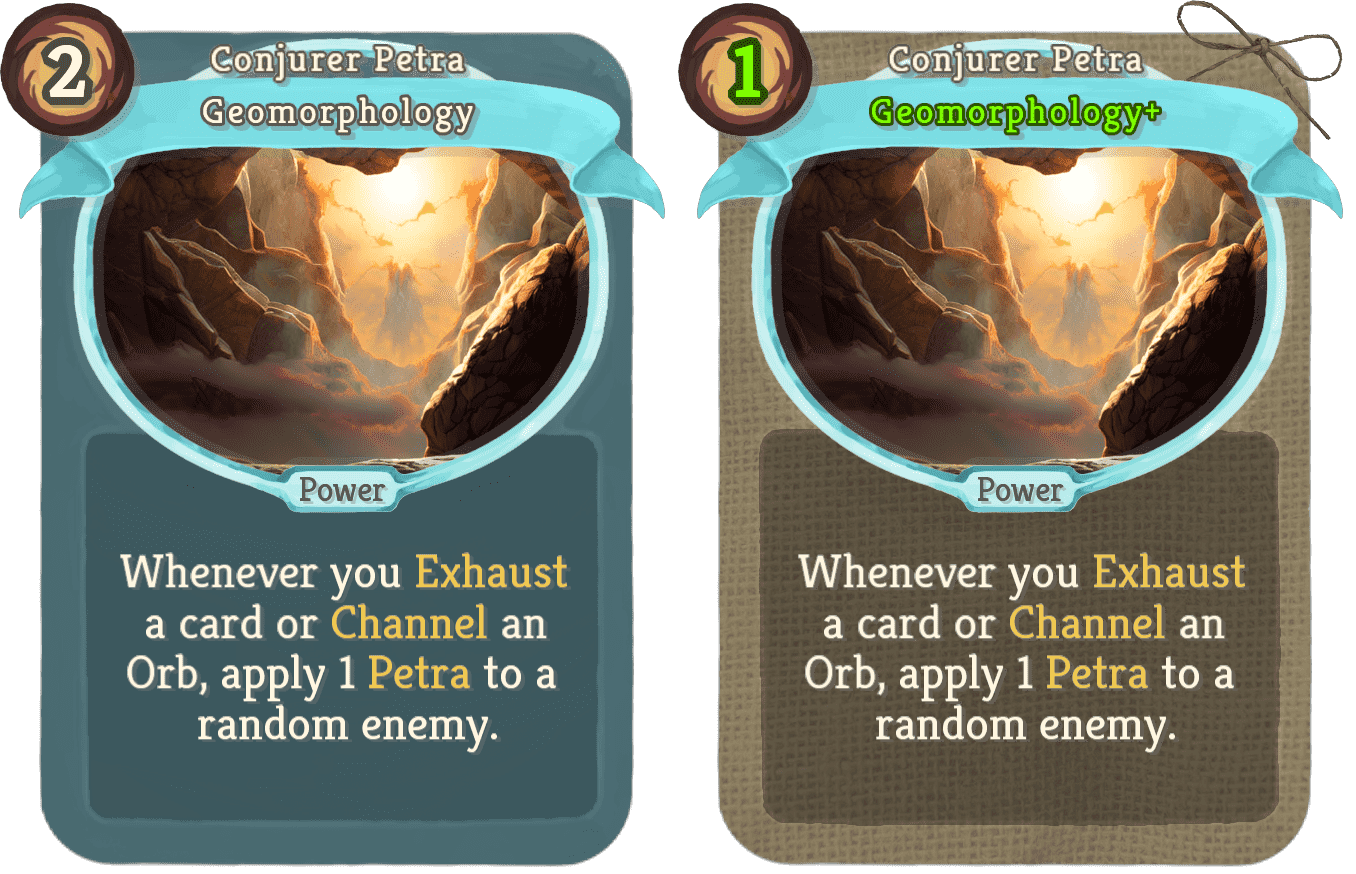 2
Conjurer Petra
Geomorphology
Power
Whenever you Exhaust
a card or Channel an
Orb, apply 1 Petra to a
random enemy.
1
Conjurer Petra
Geomorphology+
Power
Whenever you Exhaust
a card or Channel an
Orb, apply 1 Petra to a
random enemy.